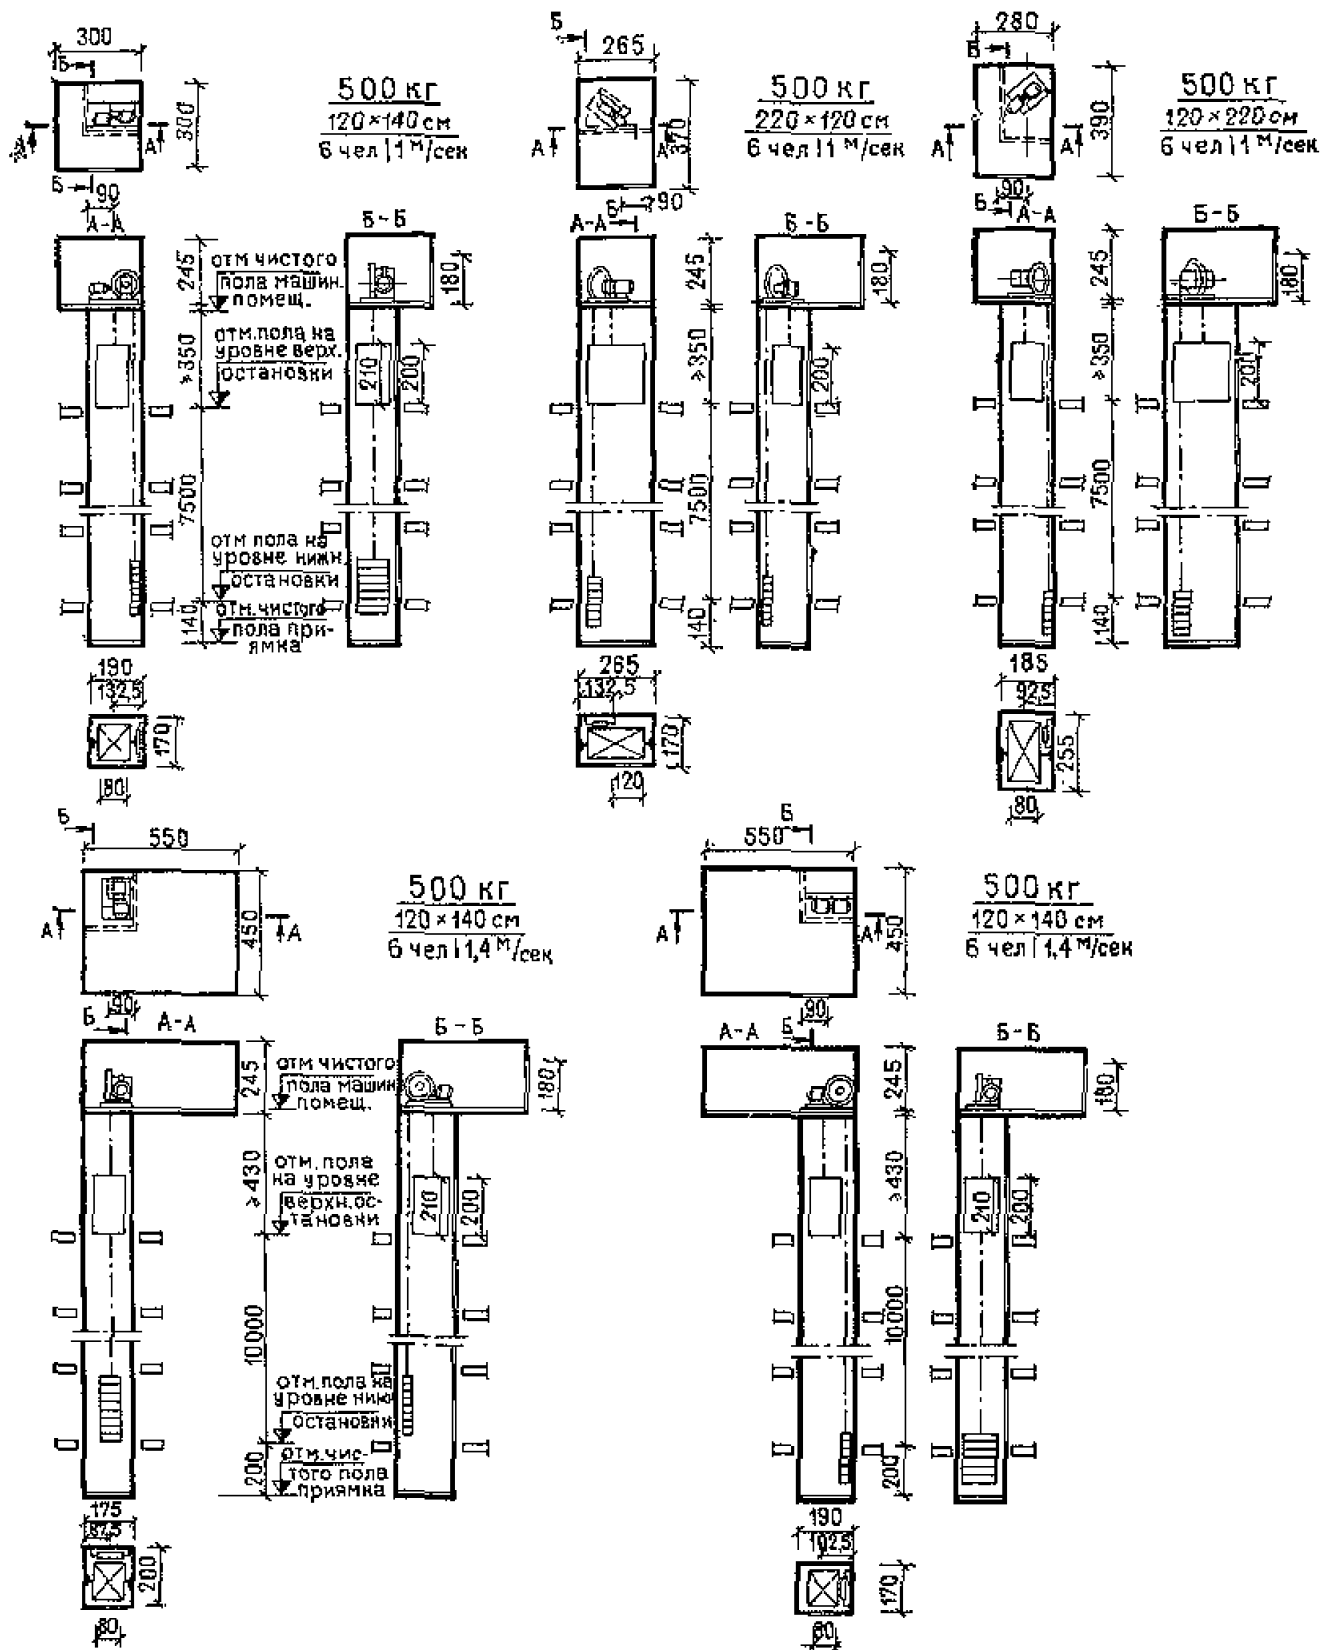 300
Б
300
А
Б
90
500 кг
120×140 см
6 чел | 1 м/сек
Б
265
370
А
А
Б
90
500 кг
220×120 см
6 чел | 1 м/сек
280
Б
390
А
А
90
Б
500 кг
120×220 см
6 чел | 1 м/сек
А-А
245
≥350
7500
140
отм чистого
пола машин.
помещ.
отм.пола на
уровне верх.
остановки
отм пола на
уровне нижн
остановки
отм.чистого
пола при-
ямка
Б-Б
180
210
200
А-А
245
≥350
7500
140
Б-Б
180
200
А-А
245
≥350
7500
140
Б-Б
180
200
190
132,5
170
80
265
132,5
170
120
185
92,5
255
80
Б
550
А
А
450
90
Б
500 кг
120×140 см
6 чел | 1,4 м/сек
Б
550
А
А
450
90
Б
500 кг
120×140 см
6 чел | 1,4 м/сек
А-А
245
≥430
10000
200
отм чистого
пола машин
помещ.
отм. пола
на уровне
верхн.ос-
тановки
отм.пола на
уровне нижн
остановки
отм.чис-
того пола
приямка
Б-Б
180
210
200
А-А
245
≥430
10000
200
Б-Б
180
210
200
175
87,5
200
80
190
102,5
170
80